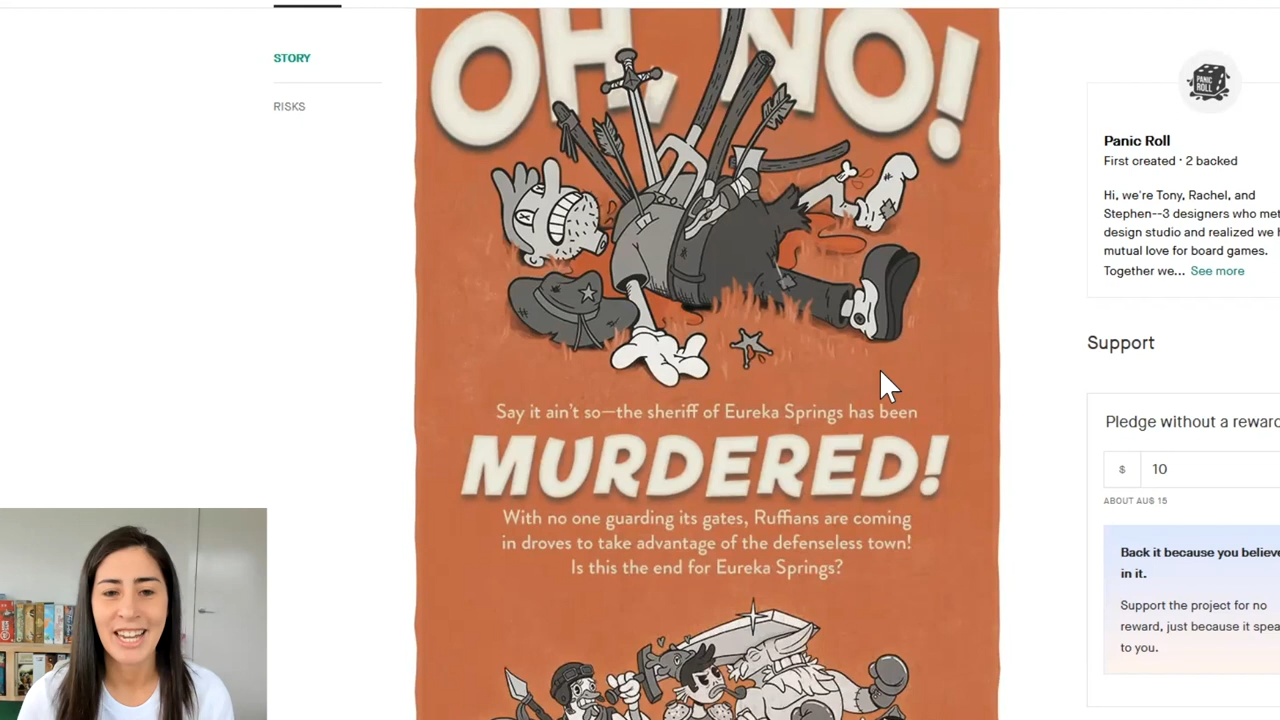 OH, NO!
STORY
RISKS
PANIC
ROLL
Panic Roll
First created · 2 backed
Hi, we're Tony, Rachel, and
Stephen--3 designers who met
design studio and realized we h
mutual love for board games.
Together we... See more
Say it ain't so—the sheriff of Eureka Springs has been
MURDERED!
With no one guarding its gates, Ruffians are coming
in droves to take advantage of the defenseless town!
Is this the end for Eureka Springs?
Support
Pledge without a reward
$ 10
ABOUT AU$ 15
Back it because you believe
in it.
Support the project for no
reward, just because it spea
to you.